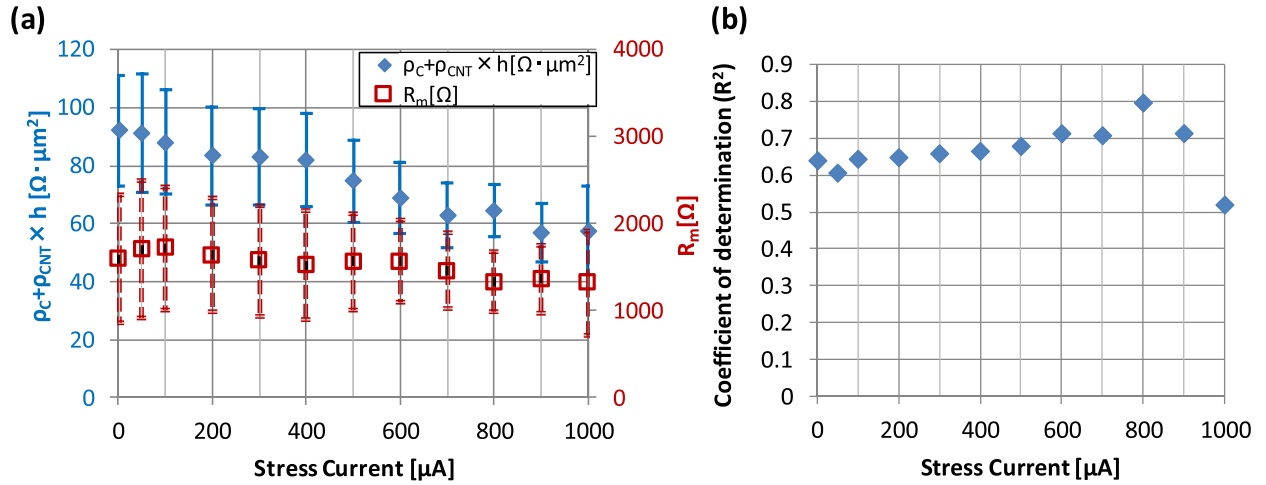 (a)
120
100
80
60
40
20
0
ρC+ρCNT × h [Ω · μm²]
4000
3000
2000
1000
0
Rm[Ω]
ρC+ρCNT × h[Ω · μm²]
Rm[Ω]
0 200 400 600 800 1000
Stress Current [μA]
(b)
0.9
0.8
0.7
0.6
0.5
0.4
0.3
0.2
0.1
0
Coefficient of determination (R²)
0 200 400 600 800 1000
Stress Current [μA]